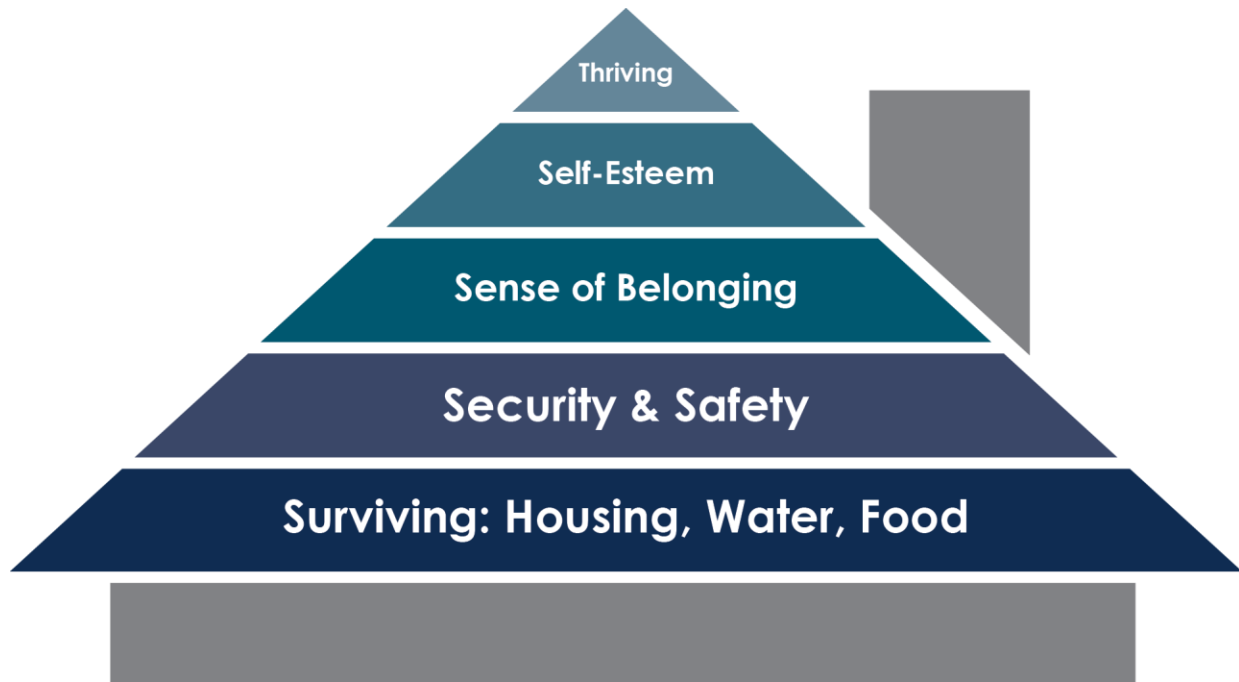 Thriving
Self-Esteem
Sense of Belonging
Security & Safety
Surviving: Housing, Water, Food